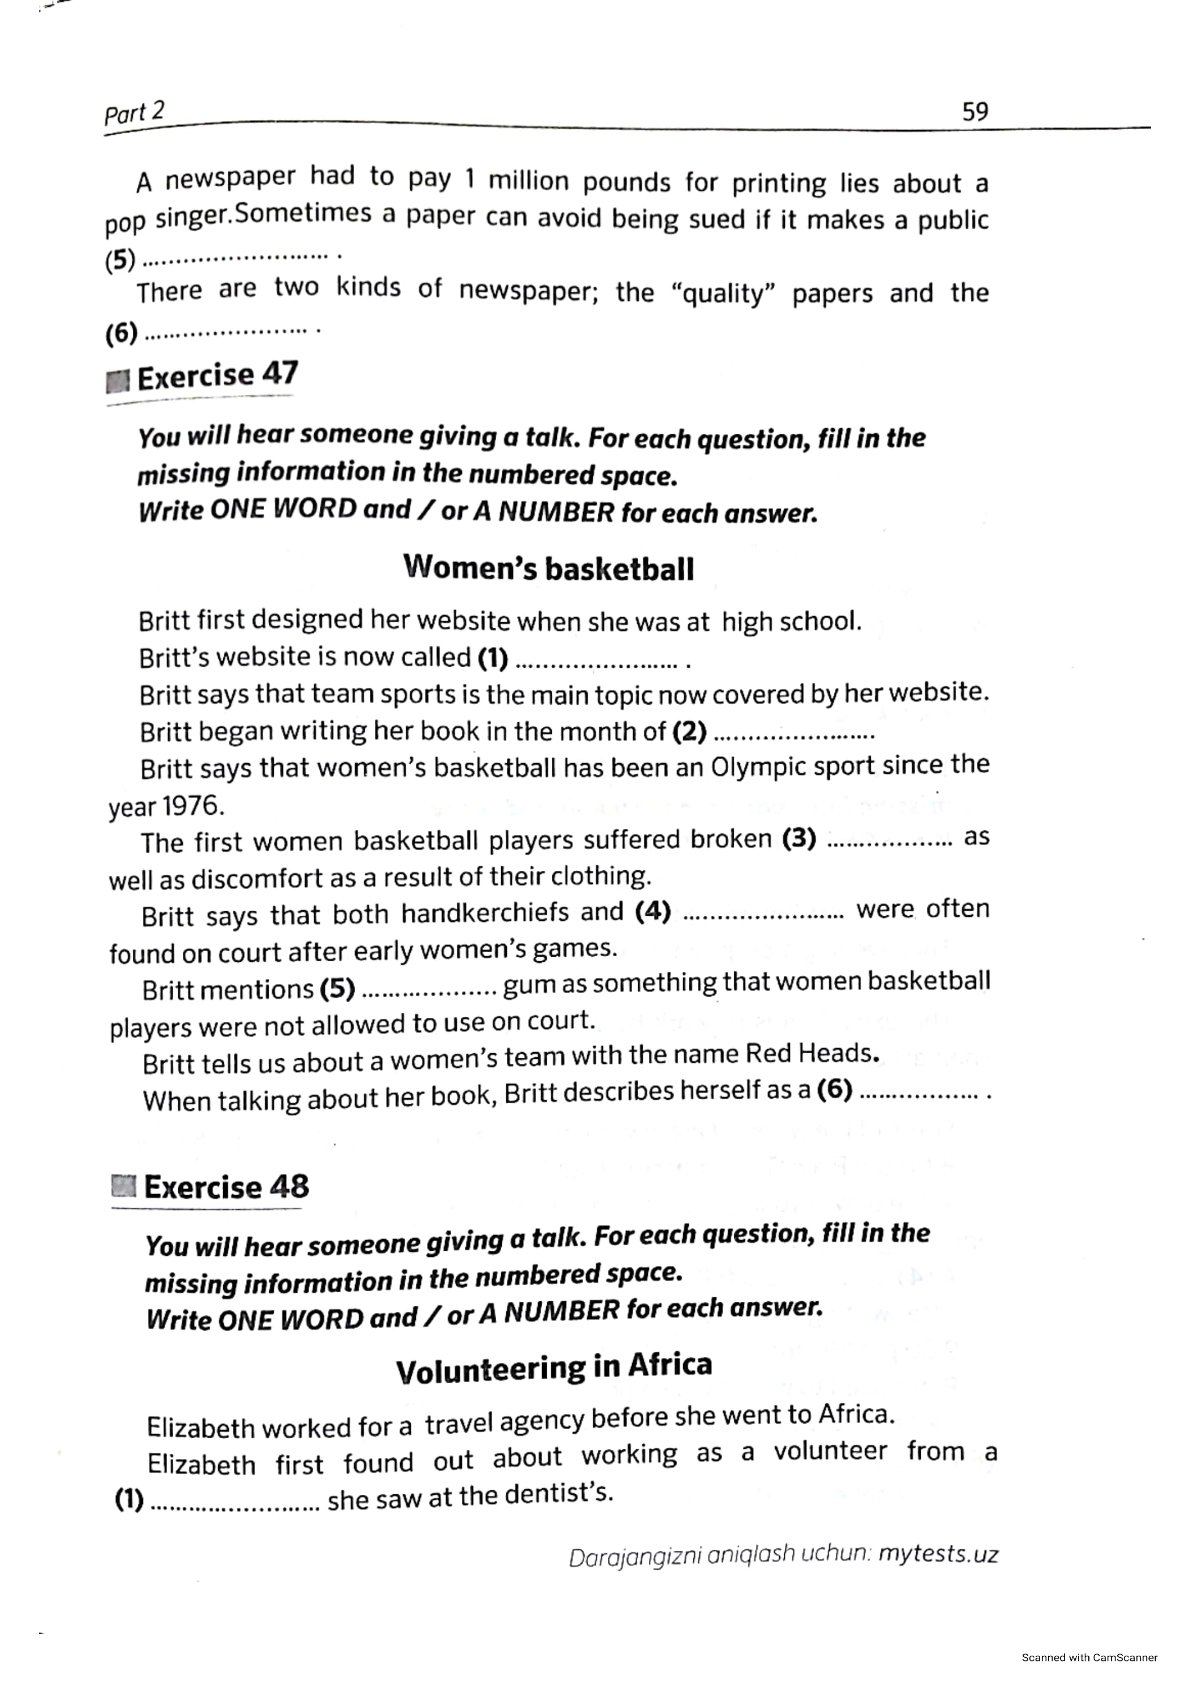 Part 2 59
A newspaper had to pay 1 million pounds for printing lies about a
pop singer.Sometimes a paper can avoid being sued if it makes a public
(5) ............................ .
There are two kinds of newspaper; the “quality” papers and the
(6) ........................ .
Exercise 47
You will hear someone giving a talk. For each question, fill in the
missing information in the numbered space.
Write ONE WORD and / or A NUMBER for each answer.
Women’s basketball
Britt first designed her website when she was at high school.
Britt’s website is now called (1) ........................ .
Britt says that team sports is the main topic now covered by her website.
Britt began writing her book in the month of (2) .......................
Britt says that women’s basketball has been an Olympic sport since the
year 1976.
The first women basketball players suffered broken (3) .................. as
well as discomfort as a result of their clothing.
Britt says that both handkerchiefs and (4) ....................... were often
found on court after early women’s games.
Britt mentions (5) .................... gum as something that women basketball
players were not allowed to use on court.
Britt tells us about a women’s team with the name Red Heads.
When talking about her book, Britt describes herself as a (6) ................. .
Exercise 48
You will hear someone giving a talk. For each question, fill in the
missing information in the numbered space.
Write ONE WORD and / or A NUMBER for each answer.
Volunteering in Africa
Elizabeth worked for a travel agency before she went to Africa.
Elizabeth first found out about working as a volunteer from a
(1) ......................... she saw at the dentist’s.
Darajangizni aniqlash uchun: mytests.uz
Scanned with CamScanner